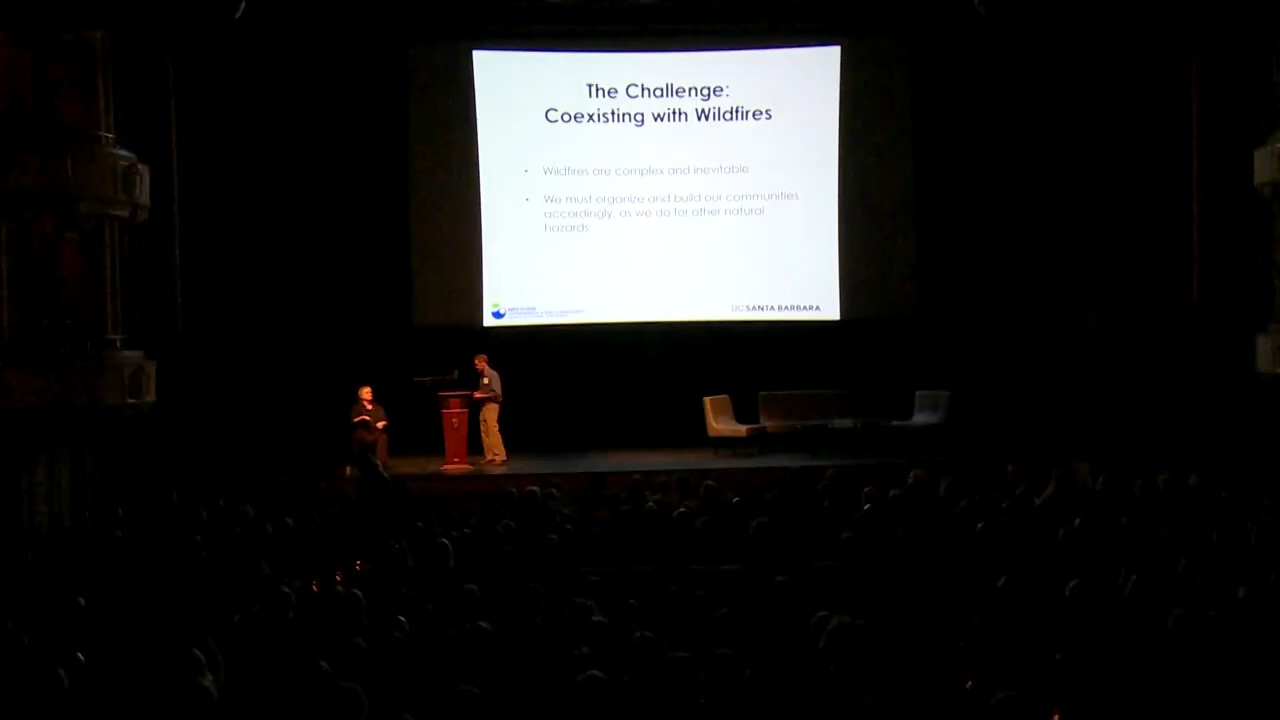 The Challenge:
Coexisting with Wildfires
• Wildfires are complex and inevitable
• We must organize and build our communities
accordingly, as we do for other natural
hazards
UC SANTA BARBARA